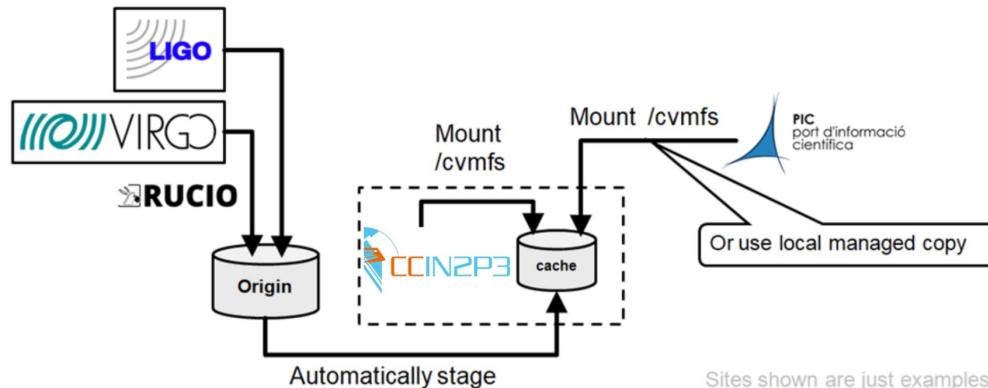 LIGO
VIRGO
RUCIO
Mount
/cvmfs
Mount /cvmfs
PIC
port d'informació
científica
Or use local managed copy
CCIN2P3
cache
Origin
Automatically stage
Sites shown are just examples